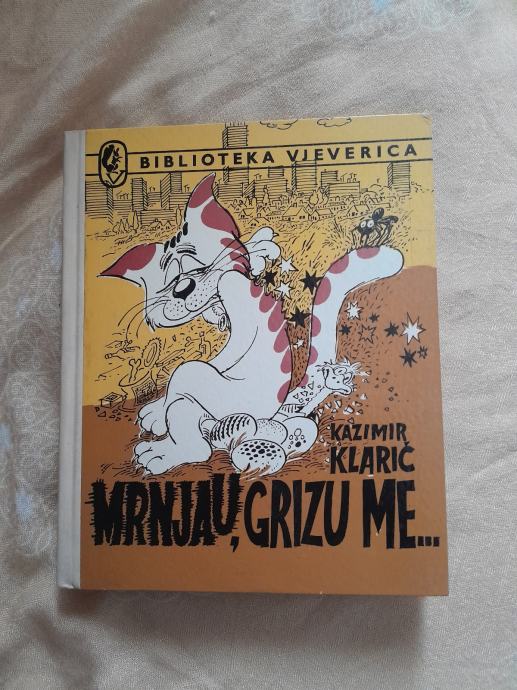 BIBLIOTEKA VJEVERICA
KAZIMIR
KLARIĆ
MRNJAU, GRIZU ME...